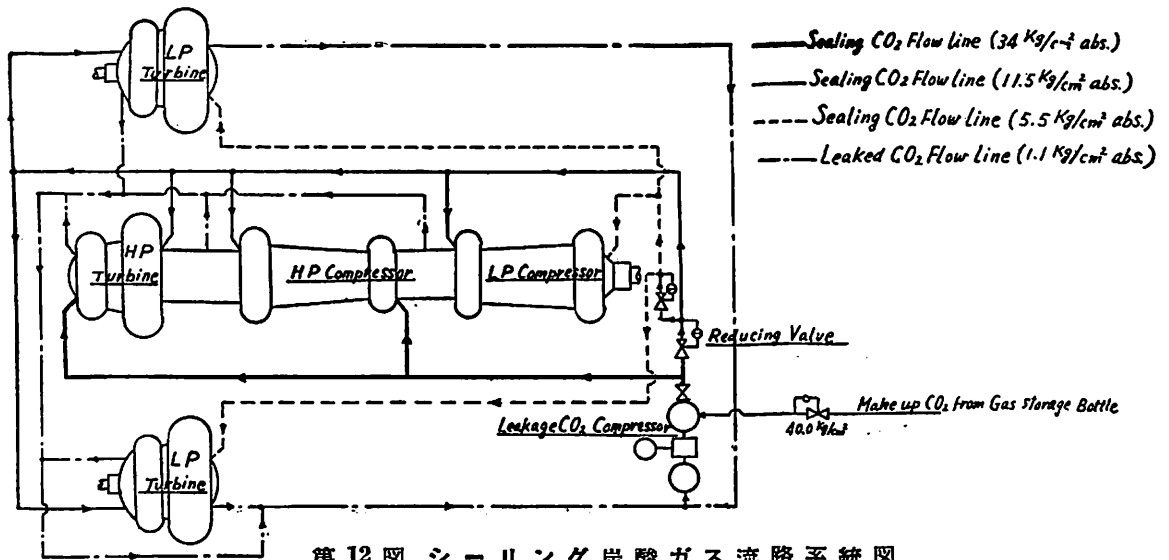 LP
Turbine
Sealing CO₂ Flow line (34 Kg/cm² abs.)
Sealing CO₂ Flow line (11.5 Kg/cm² abs.)
Sealing CO₂ Flow line (5.5 Kg/cm² abs.)
Leaked CO₂ Flow line (1.1 Kg/cm² abs.)
HP
Turbine
HP Compressor
LP Compressor
Reducing Value
Make up CO₂ from Gas storage Bottle
40.0 Kg/cm²
Leakage CO₂ Compressor
LP
Turbine
第12図 シーリング炭酸ガス流路系統図